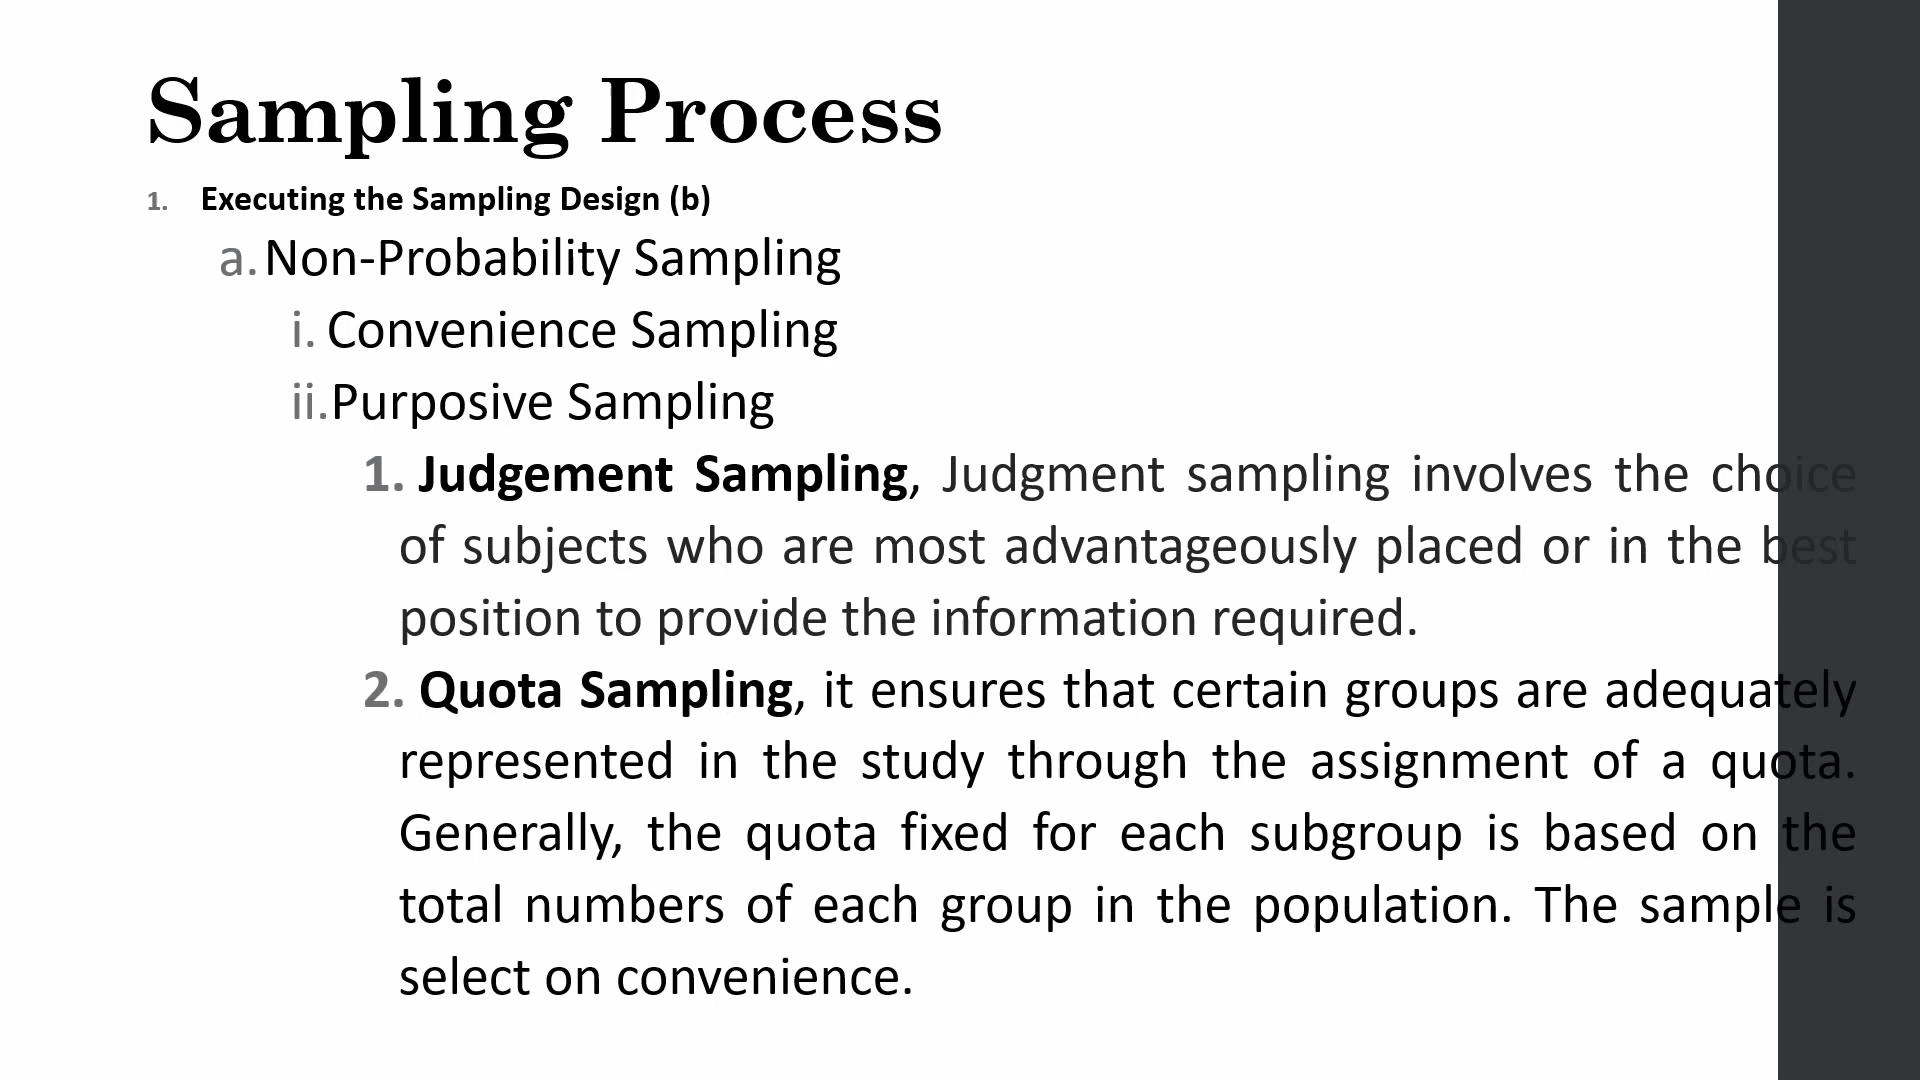 Sampling Process
1. Executing the Sampling Design (b)
a. Non-Probability Sampling
i. Convenience Sampling
ii. Purposive Sampling
1. Judgement Sampling, Judgment sampling involves the choice
of subjects who are most advantageously placed or in the best
position to provide the information required.
2. Quota Sampling, it ensures that certain groups are adequately
represented in the study through the assignment of a quota.
Generally, the quota fixed for each subgroup is based on the
total numbers of each group in the population. The sample is
select on convenience.